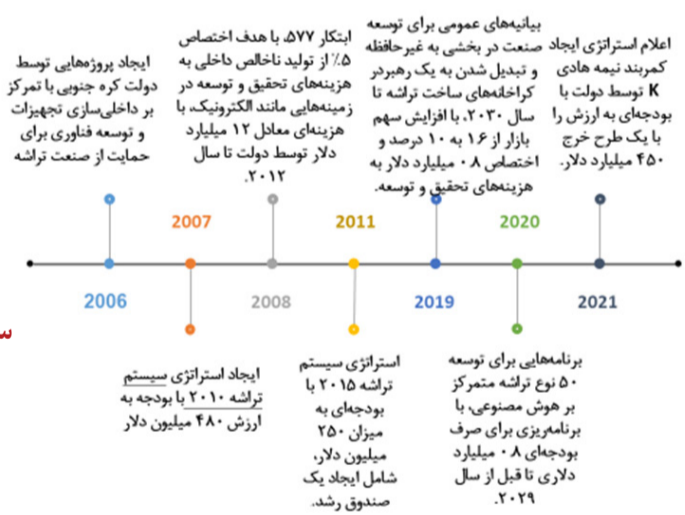 ایجاد پروژه‌هایی توسط
دولت کره جنوبی با تمرکز
بر داخلی‌سازی تجهیزات
و توسعه فناوری برای
حمایت از صنعت تراشه
2006
2007
ایجاد استراتژی سیستم
تراشه ۲۰۱۰ با بودجه به
ارزش ۴۸۰ میلیون دلار
ابتکار ۵۷۷، با هدف اختصاص
۵٪ از تولید ناخالص داخلی به
هزینه‌های تحقیق و توسعه در
زمینه‌هایی مانند الکترونیک، با
هزینه‌ای معادل ۱۲ میلیارد
دلار توسط دولت تا سال
۲۰۱۲.
2008
2011
استراتژی سیستم
تراشه ۲۰۱۵ با
بودجه‌ای به
میزان ۲۵۰
میلیون دلار،
شامل ایجاد یک
صندوق رشد.
بیانیه‌های عمومی برای توسعه
صنعت در بخشی به غیرحافظه
و تبدیل شدن به یک رهبر در
کراخانه‌های ساخت تراشه تا
سال ۲۰۳۰، با افزایش سهم
بازار از ۱.۶ به ۱۰ درصد و
اختصاص ۰.۸ میلیارد دلار به
هزینه‌های تحقیق و توسعه.
2019
2020
برنامه‌هایی برای توسعه
۵۰ نوع تراشه متمرکز
بر هوش مصنوعی، با
برنامه‌ریزی برای صرف
بودجه‌ای ۰.۸ میلیارد
دلاری تا قبل از سال
۲۰۲۹.
اعلام استراتژی ایجاد
کمربند نیمه هادی
K توسط دولت با
بودجه‌ای به ارزش را
با یک طرح خرج
۴۵۰ میلیارد دلار.
2021